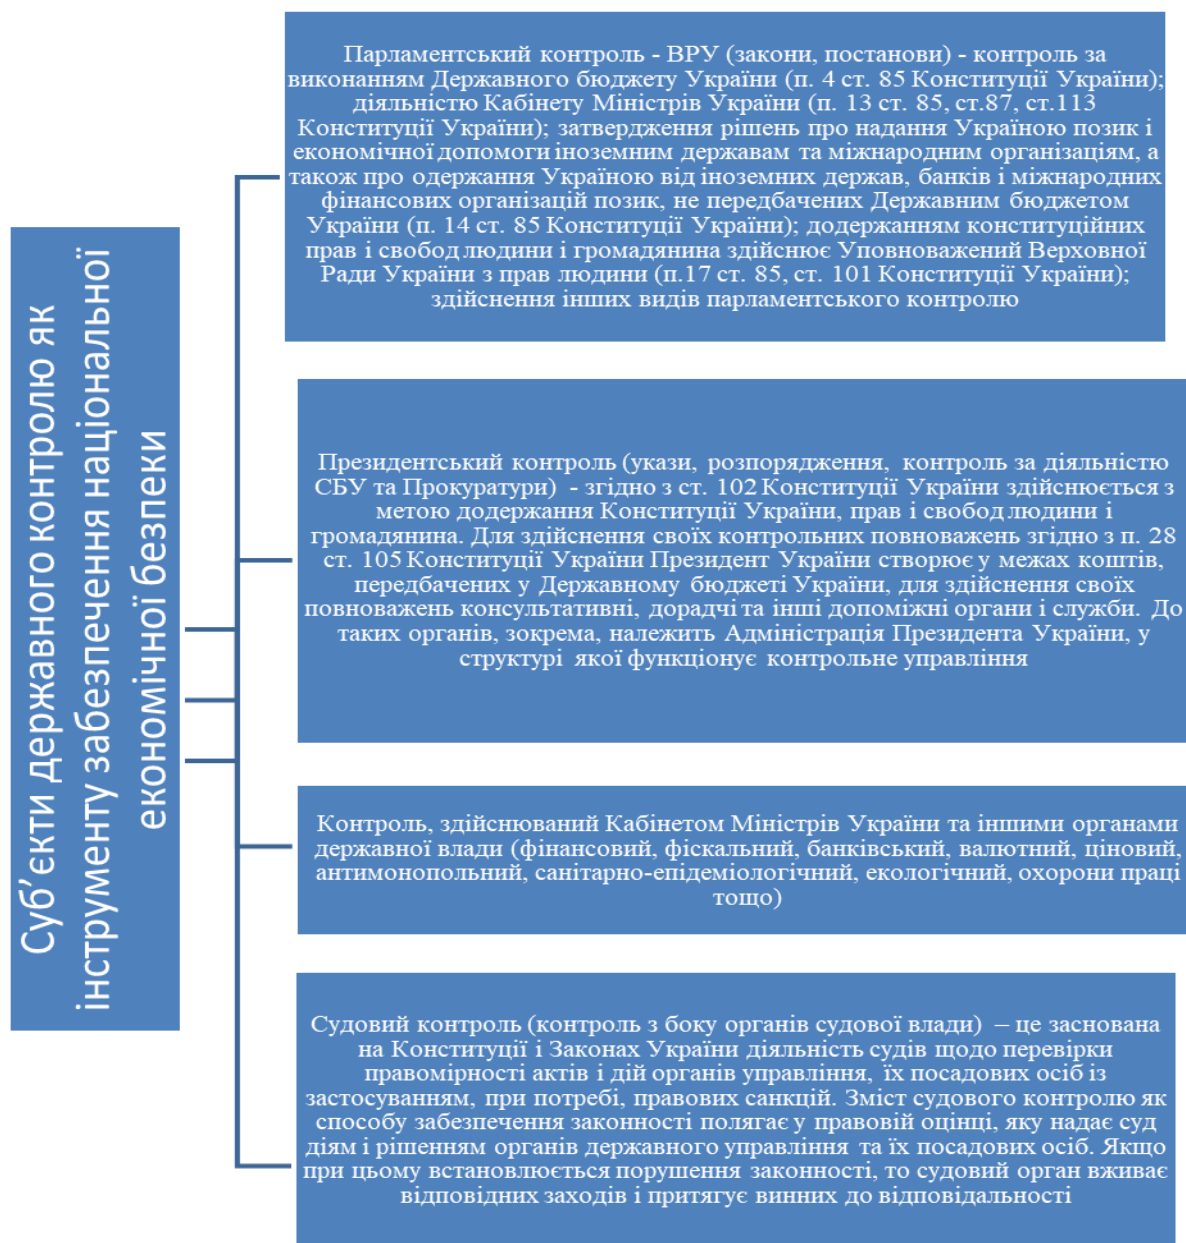 Суб’єкти державного контролю як
інструменту забезпечення національної
економічної безпеки
Парламентський контроль - ВРУ (закони, постанови) - контроль за
виконанням Державного бюджету України (п. 4 ст. 85 Конституції України);
діяльністю Кабінету Міністрів України (п. 13 ст. 85, ст.87, ст.113
Конституції України); затвердження рішень про надання Україною позик і
економічної допомоги іноземним державам та міжнародним організаціям, а
також про одержання Україною від іноземних держав, банків і міжнародних
фінансових організацій позик, не передбачених Державним бюджетом
України (п. 14 ст. 85 Конституції України); додержанням конституційних
прав і свобод людини і громадянина здійснює Уповноважений Верховної
Ради України з прав людини (п.17 ст. 85, ст. 101 Конституції України);
здійснення інших видів парламентського контролю
Президентський контроль (укази, розпорядження, контроль за діяльністю
СБУ та Прокуратури) - згідно з ст. 102 Конституції України здійснюється з
метою додержання Конституції України, прав і свобод людини і
громадянина. Для здійснення своїх контрольних повноважень згідно з п. 28
ст. 105 Конституції України Президент України створює у межах коштів,
передбачених у Державному бюджеті України, для здійснення своїх
повноважень консультативні, дорадчі та інші допоміжні органи і служби. До
таких органів, зокрема, належить Адміністрація Президента України, у
структурі якої функціонує контрольне управління
Контроль, здійснюваний Кабінетом Міністрів України та іншими органами
державної влади (фінансовий, фіскальний, банківський, валютний, ціновий,
антимонопольний, санітарно-епідеміологічний, екологічний, охорони праці
тощо)
Судовий контроль (контроль з боку органів судової влади) – це заснована
на Конституції і Законах України діяльність судів щодо перевірки
правомірності актів і дій органів управління, їх посадових осіб із
застосуванням, при потребі, правових санкцій. Зміст судового контролю як
способу забезпечення законності полягає у правовій оцінці, яку надає суд
діям і рішенням органів державного управління та їх посадових осіб. Якщо
при цьому встановлюється порушення законності, то судовий орган вживає
відповідних заходів і притягує винних до відповідальності